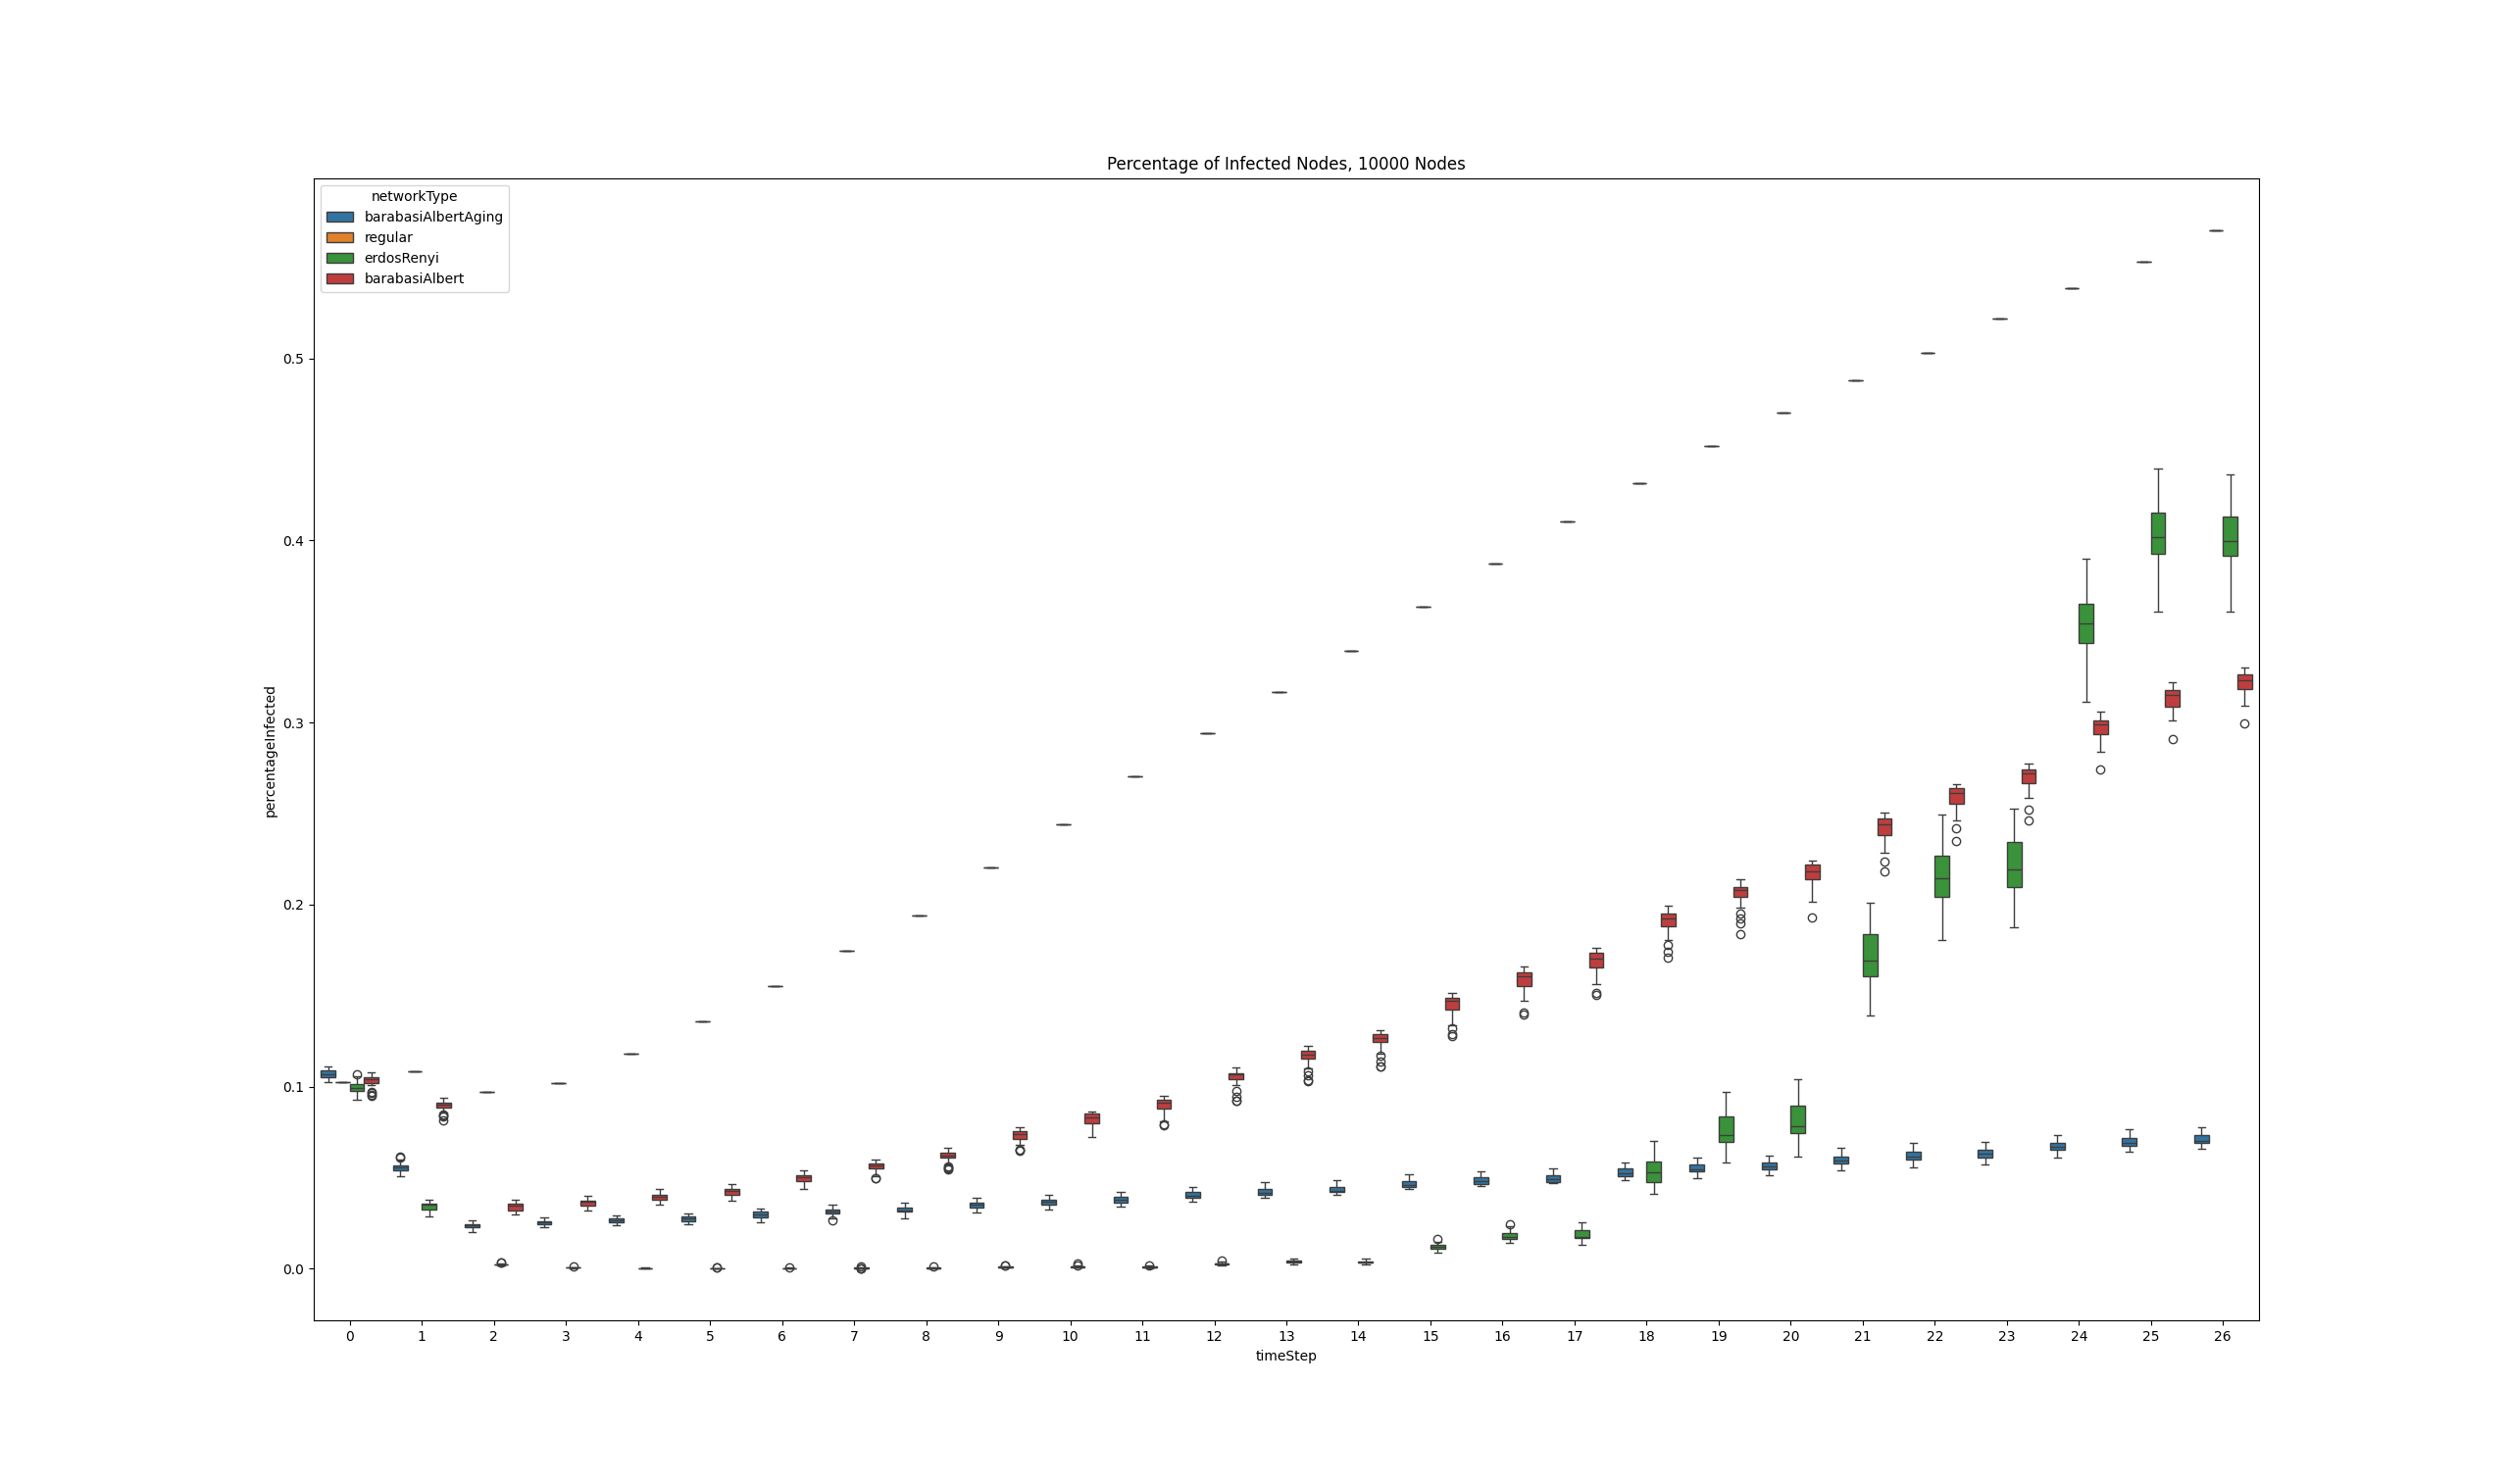 Percentage of Infected Nodes, 10000 Nodes
networkType
barabasiAlbertAging
regular
erdosRenyi
barabasiAlbert
percentageInfected
0.5
0.4
0.3
0.2
0.1
0.0
0 1 2 3 4 5 6 7 8 9 10 11 12 13 14 15 16 17 18 19 20 21 22 23 24 25 26
timeStep